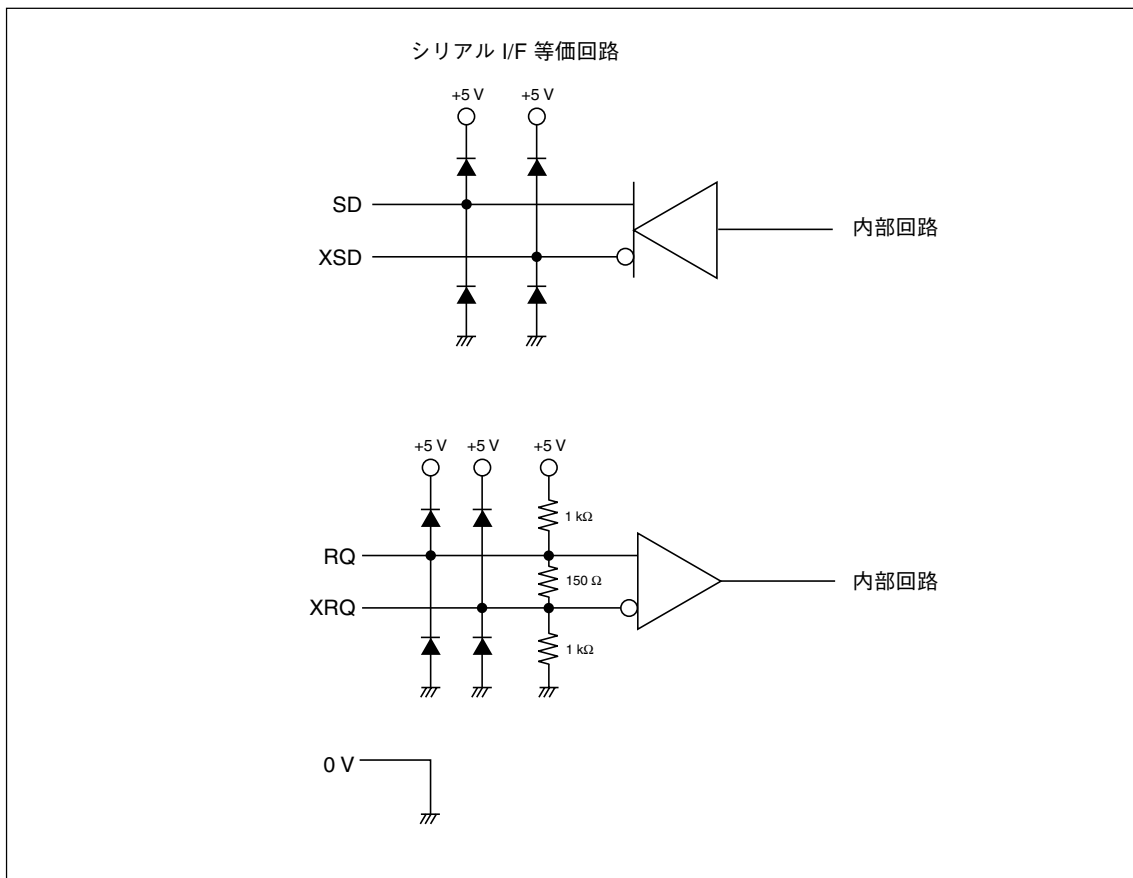 シリアル I/F 等価回路
+5 V +5 V
SD
内部回路
XSD
+5 V +5 V +5 V
1 kΩ
RQ
150 Ω
内部回路
XRQ
1 kΩ
0 V